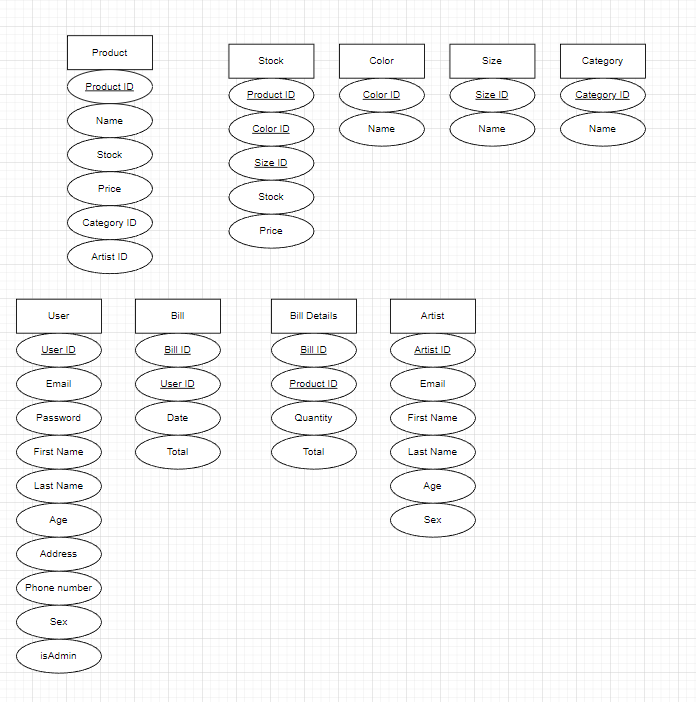 Product
Product ID
Name
Stock
Price
Category ID
Artist ID
Stock
Product ID
Color ID
Size ID
Stock
Price
Color
Color ID
Name
Size
Size ID
Name
Category
Category ID
Name
User
User ID
Email
Password
First Name
Last Name
Age
Address
Phone number
Sex
isAdmin
Bill
Bill ID
User ID
Date
Total
Bill Details
Bill ID
Product ID
Quantity
Total
Artist
Artist ID
Email
First Name
Last Name
Age
Sex